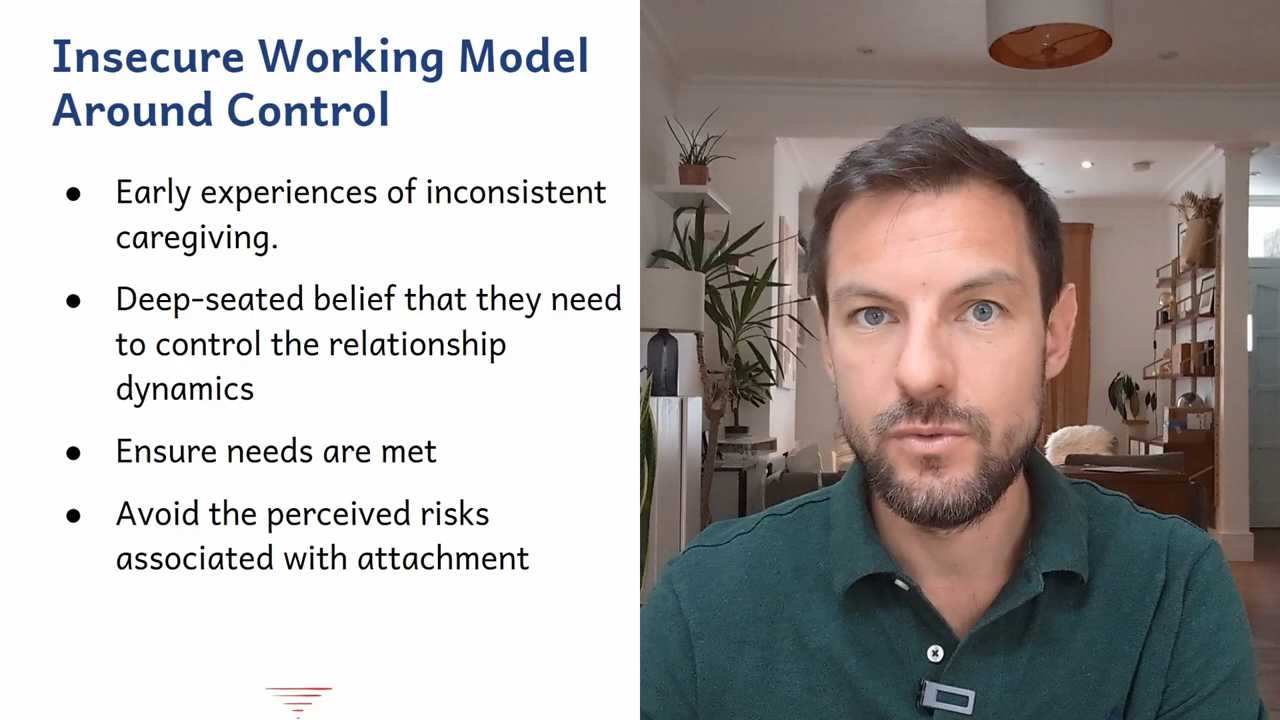 Insecure Working Model
Around Control
● Early experiences of inconsistent
caregiving.
● Deep-seated belief that they need
to control the relationship
dynamics
● Ensure needs are met
● Avoid the perceived risks
associated with attachment